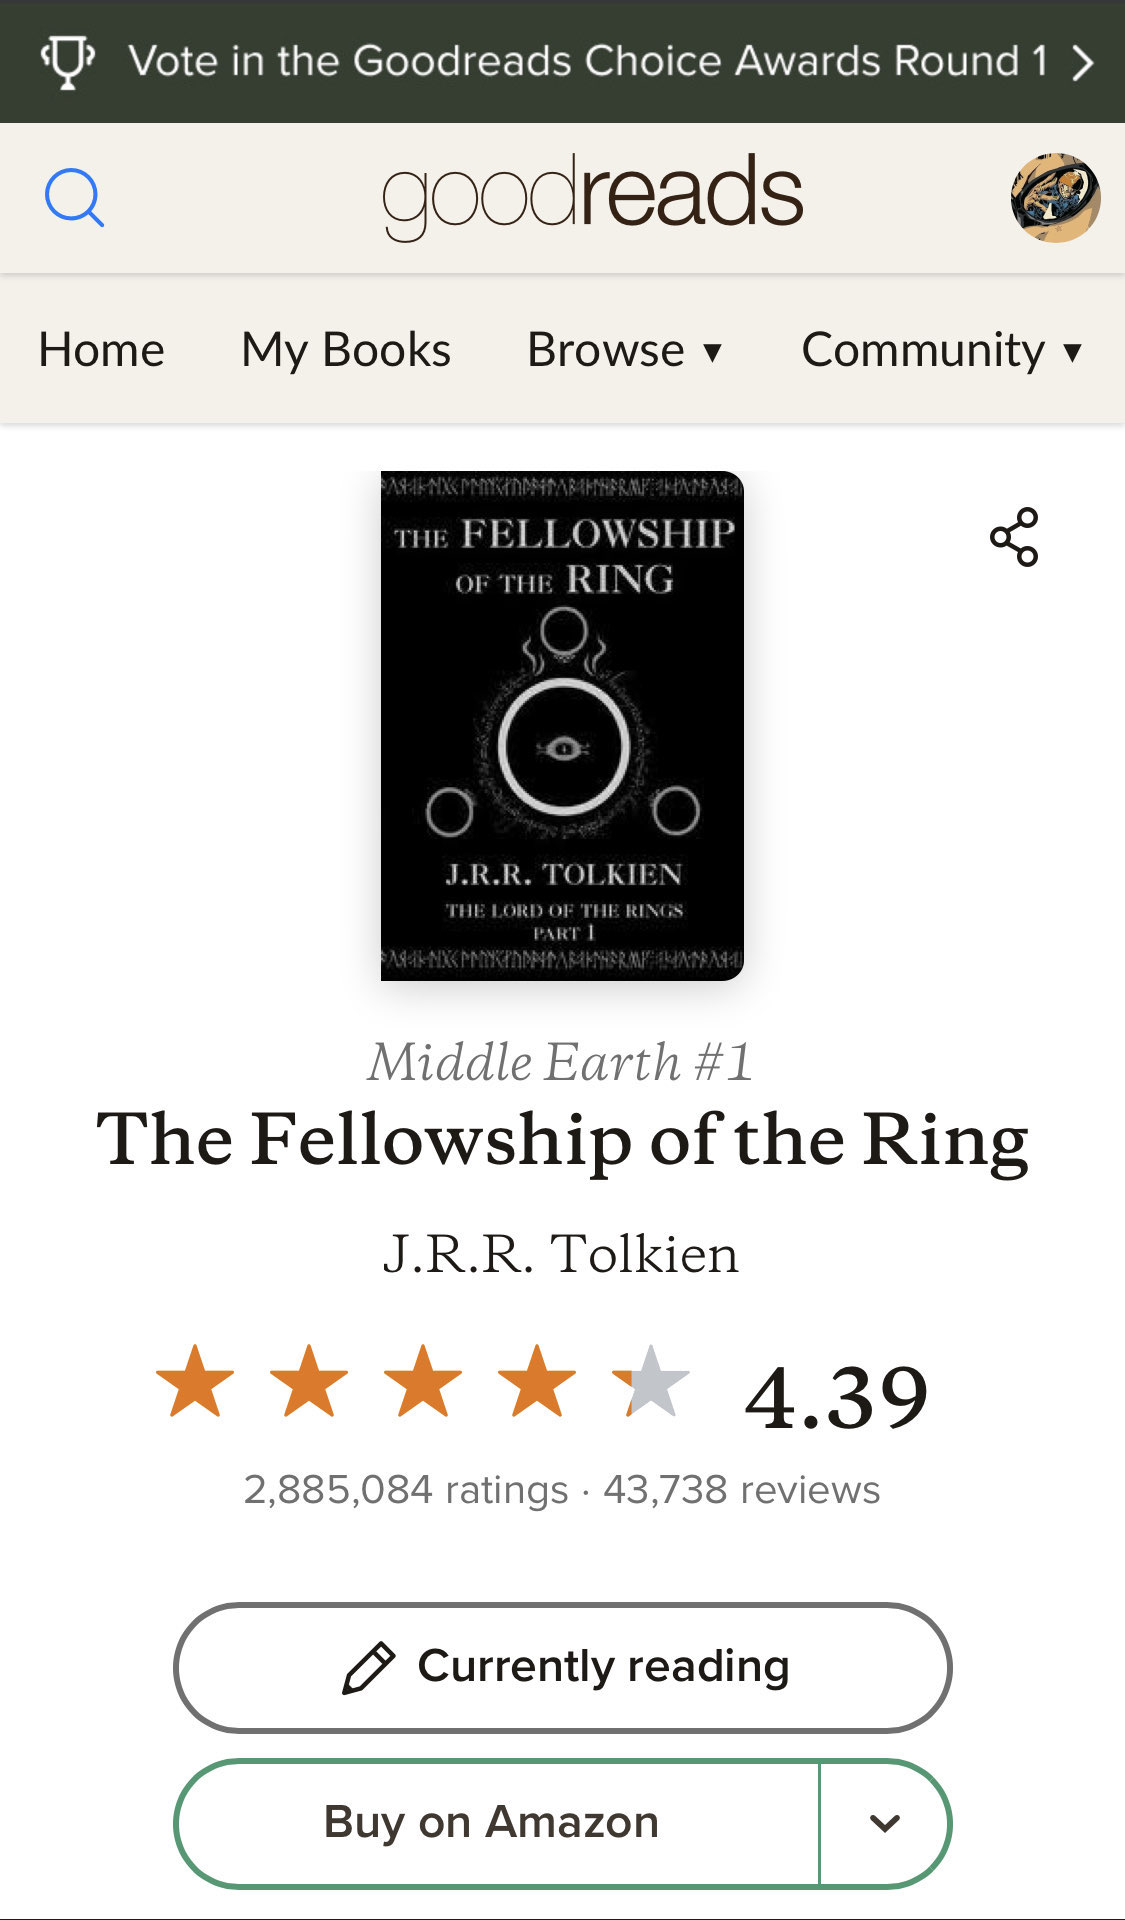 Vote in the Goodreads Choice Awards Round 1
goodreads
Home My Books Browse ▼ Community ▼
THE FELLOWSHIP
OF THE RING
J.R.R. TOLKIEN
THE LORD OF THE RINGS
PART 1
Middle Earth #1
The Fellowship of the Ring
J.R.R. Tolkien
4.39
2,885,084 ratings · 43,738 reviews
Currently reading
Buy on Amazon